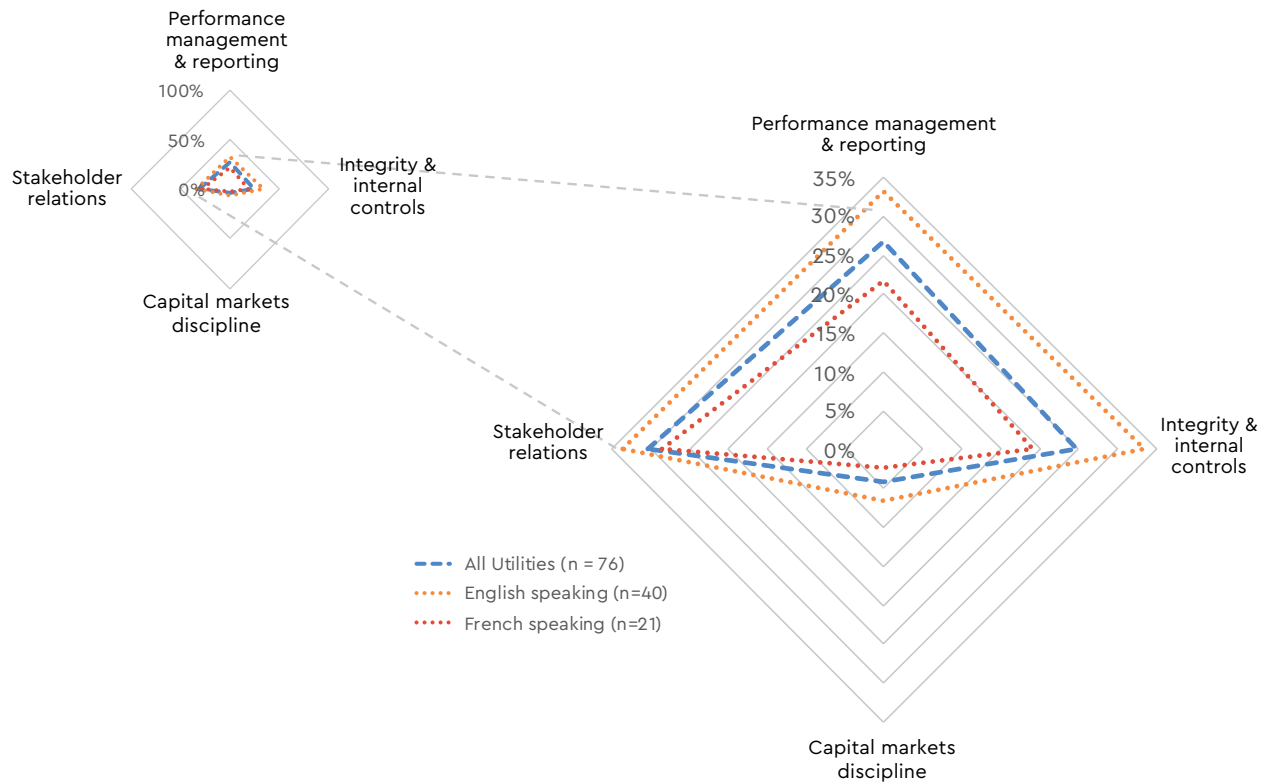 Performance
management
& reporting
100%
50%
0%
Stakeholder
relations
Integrity &
internal
controls
Capital markets
discipline
Performance management
& reporting
35%
30%
25%
20%
15%
10%
5%
0%
Stakeholder
relations
Integrity &
internal
controls
Capital markets
discipline
All Utilities (n = 76)
English speaking (n=40)
French speaking (n=21)